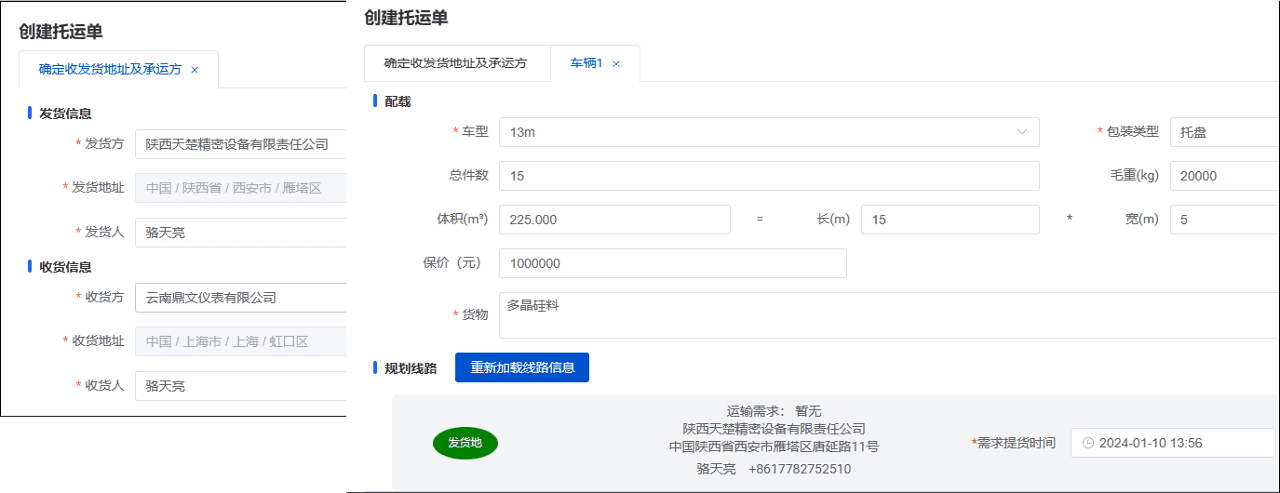 创建托运单
确定收发货地址及承运方 ×
发货信息
* 发货方 陕西天楚精密设备有限责任公司
* 发货地址 中国 / 陕西省 / 西安市 / 雁塔区
* 发货人 骆天亮
收货信息
* 收货方 云南鼎文仪表有限公司
* 收货地址 中国 / 上海市 / 上海 / 虹口区
* 收货人 骆天亮
创建托运单
确定收发货地址及承运方 车辆1 ×
配载
* 车型 13m * 包装类型 托盘
总件数 15 毛重(kg) 20000
体积(m³) 225.000 = 长(m) 15 * 宽(m) 5
保价（元） 1000000
* 货物 多晶硅料
规划线路 重新加载线路信息
运输需求： 暂无
陕西天楚精密设备有限责任公司
发货地 中国陕西省西安市雁塔区唐延路11号 *需求提货时间 2024-01-10 13:56
骆天亮 +8617782752510